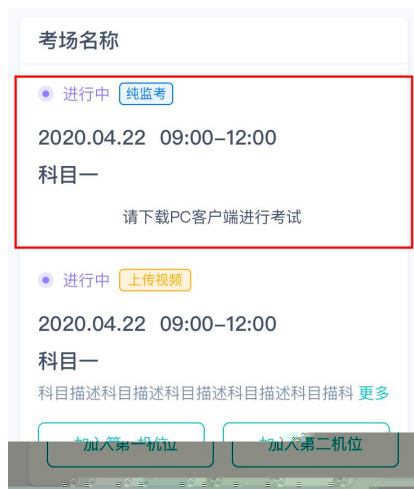 考场名称
进行中 纯监考
2020.04.22 09:00-12:00
科目一
请下载PC客户端进行考试
进行中 上传视频
2020.04.22 09:00-12:00
科目一
科目描述科目描述科目描述科目描述科目描科 更多
加入第一机位 加入第二机位